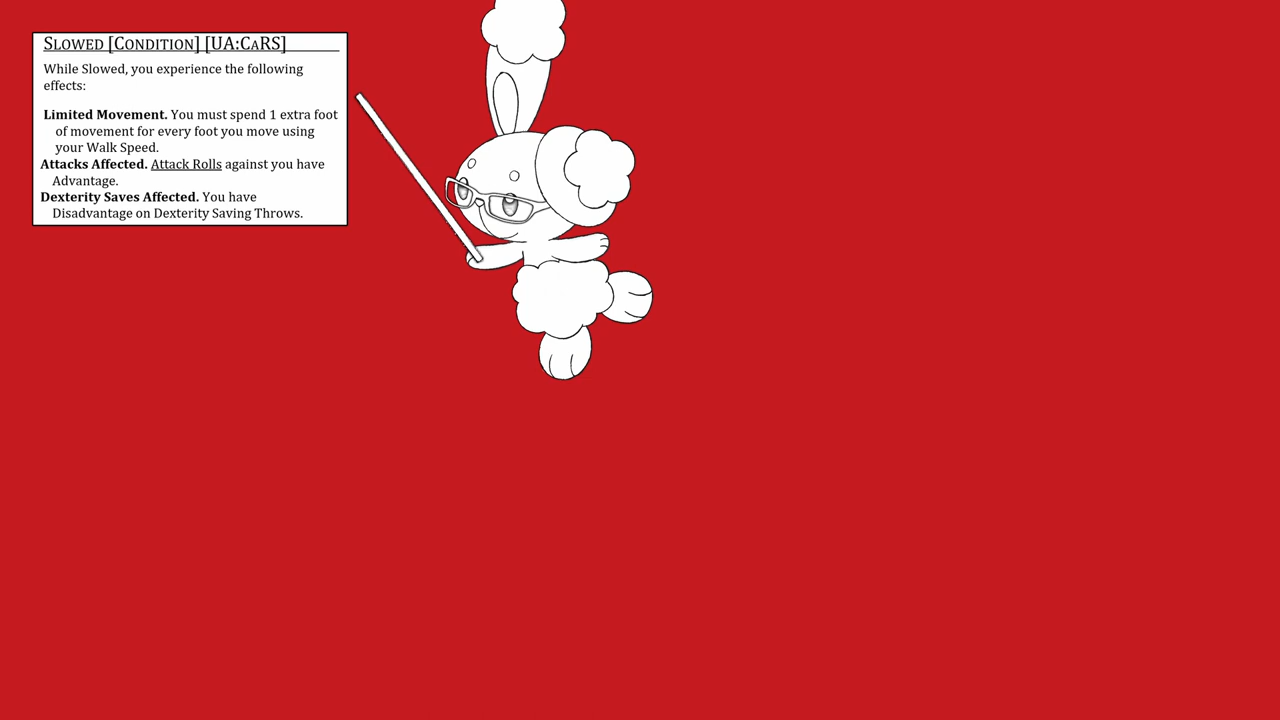 Slowed [Condition] [UA:CaRS]
While Slowed, you experience the following
effects:
Limited Movement. You must spend 1 extra foot
of movement for every foot you move using
your Walk Speed.
Attacks Affected. Attack Rolls against you have
Advantage.
Dexterity Saves Affected. You have
Disadvantage on Dexterity Saving Throws.